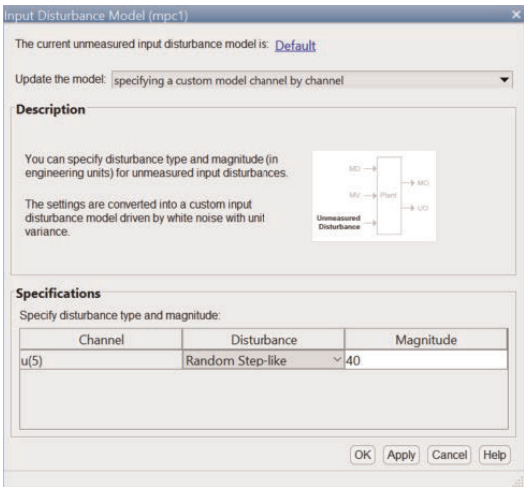 Input Disturbance Model (mpc1)
The current unmeasured input disturbance model is: Default
Update the model: specifying a custom model channel by channel
Description
You can specify disturbance type and magnitude (in
engineering units) for unmeasured input disturbances.
The settings are converted into a custom input
disturbance model driven by white noise with unit
variance.
MD
MV
Unmeasured
Disturbance
Plant
MO
UO
Specifications
Specify disturbance type and magnitude:
Channel Disturbance Magnitude
u(5) Random Step-like 40
OK Apply Cancel Help